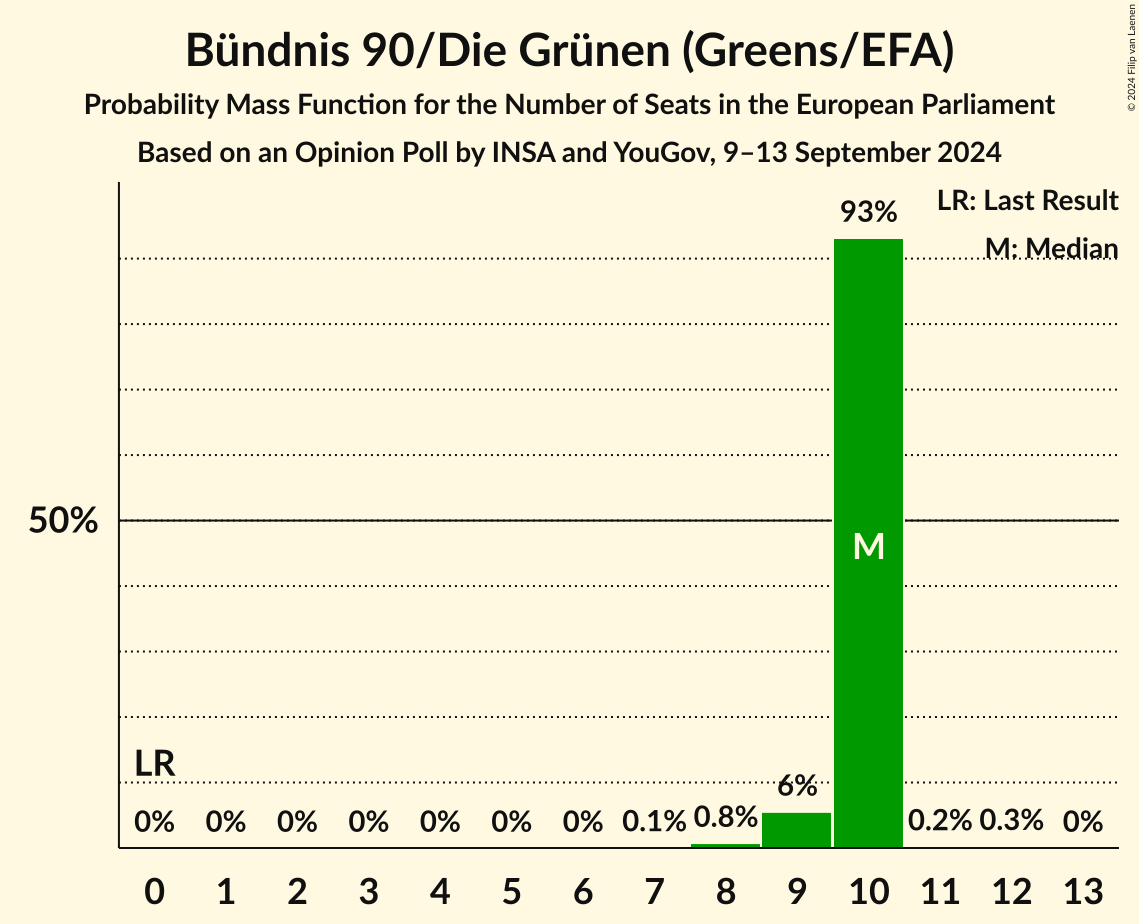 Bündnis 90/Die Grünen (Greens/EFA)
Probability Mass Function for the Number of Seats in the European Parliament
Based on an Opinion Poll by INSA and YouGov, 9–13 September 2024
© 2024 Filip van Laenen
LR: Last Result
M: Median
93%
50%
M
LR
6%
0% 0% 0% 0% 0% 0% 0% 0.1% 0.8% 0.2% 0.3% 0%
0 1 2 3 4 5 6 7 8 9 10 11 12 13